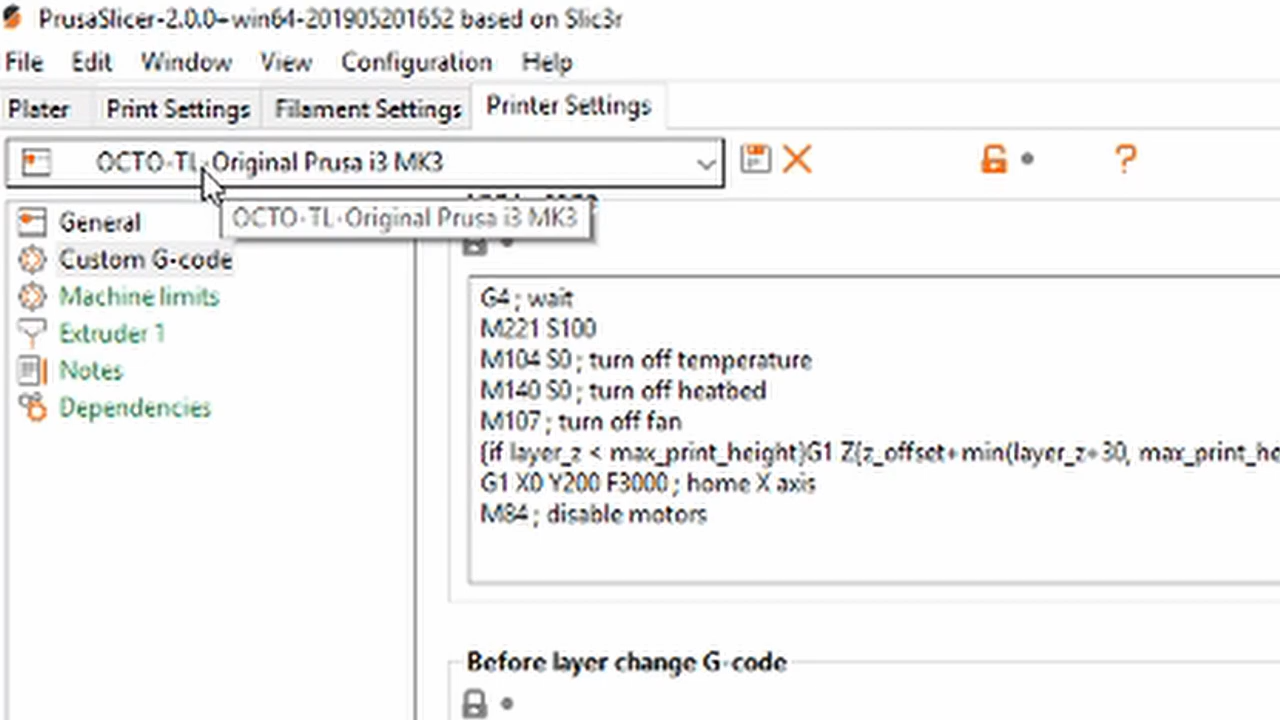 PrusaSlicer-2.0.0+win64-201905201652 based on Slic3r
File Edit Window View Configuration Help
Plater Print Settings Filament Settings Printer Settings
OCTO-TL-Original Prusa i3 MK3
OCTO-TL-Original Prusa i3 MK3
General
Custom G-code
Machine limits
Extruder 1
Notes
Dependencies
G4 ; wait
M221 S100
M104 S0 ; turn off temperature
M140 S0 ; turn off heatbed
M107 ; turn off fan
{if layer_z < max_print_height}G1 Z{z_offset+min(layer_z+30, max_print_he
G1 X0 Y200 F3000 ; home X axis
M84 ; disable motors
Before layer change G-code